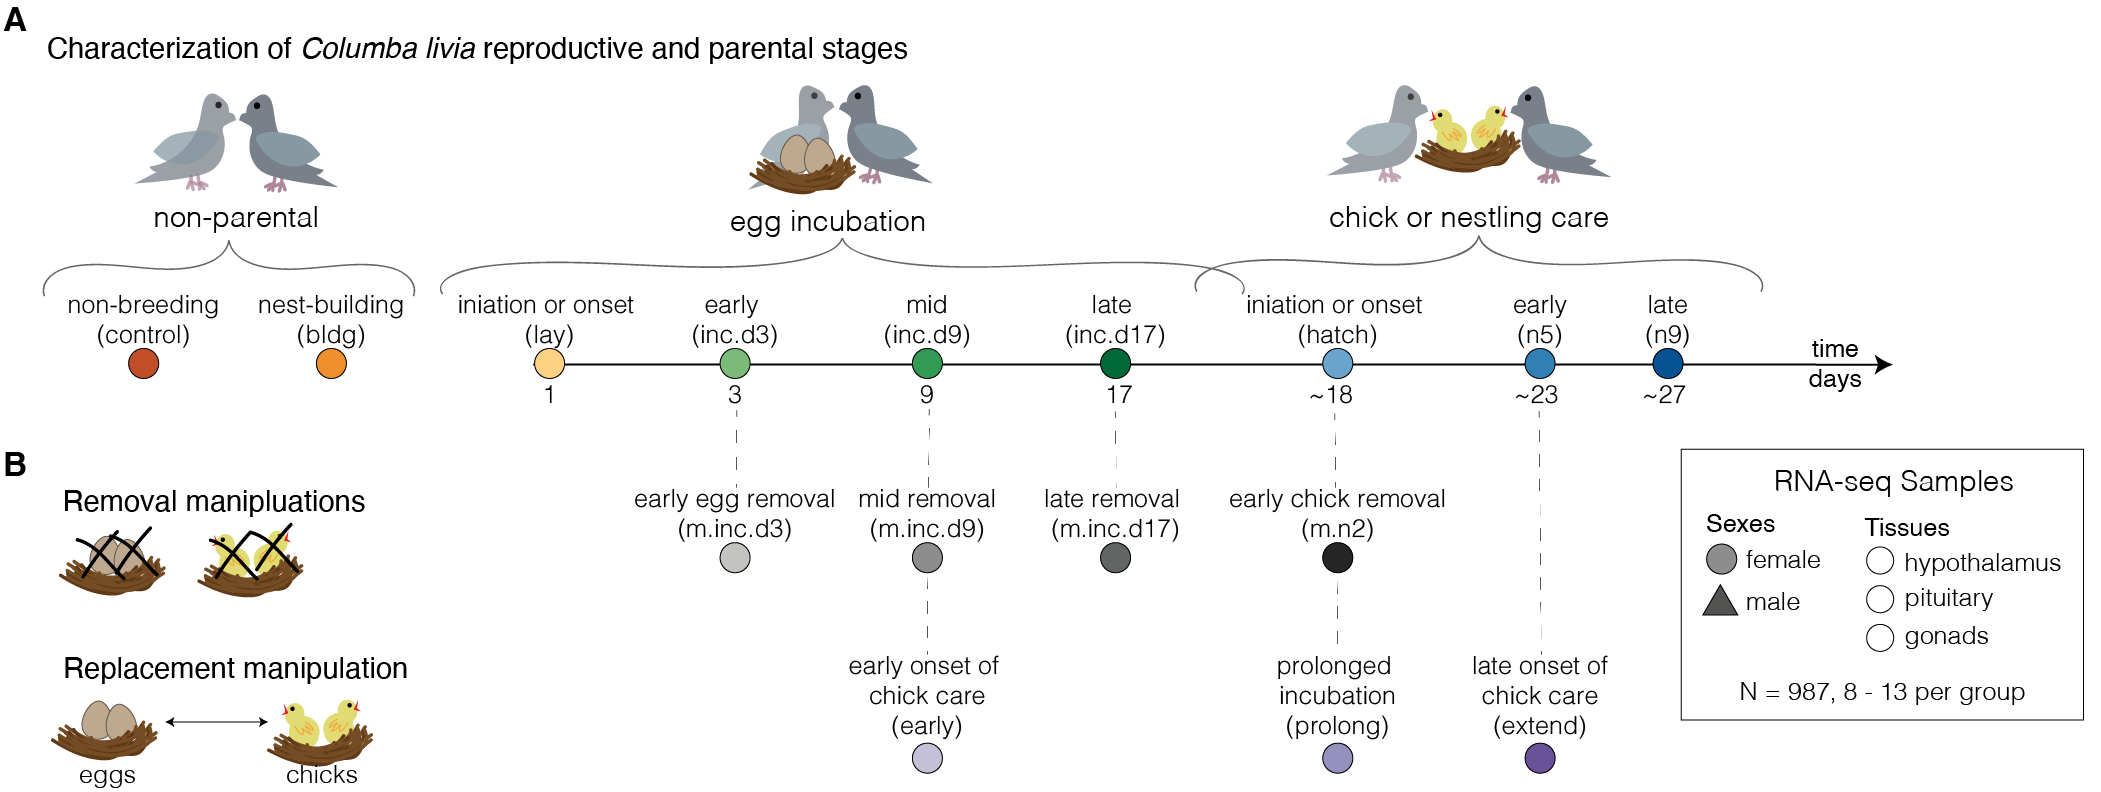 A
Characterization of Columba livia reproductive and parental stages
non-parental
egg incubation
chick or nestling care
non-breeding
(control)
nest-building
(bldg)
iniation or onset
(lay)
early
(inc.d3)
mid
(inc.d9)
late
(inc.d17)
iniation or onset
(hatch)
early
(n5)
late
(n9)
time
days
1
3
9
17
~18
~23
~27
B
Removal manipluations
early egg removal
(m.inc.d3)
mid removal
(m.inc.d9)
late removal
(m.inc.d17)
early chick removal
(m.n2)
Replacement manipulation
eggs
chicks
early onset of
chick care
(early)
prolonged
incubation
(prolong)
late onset of
chick care
(extend)
RNA-seq Samples
Sexes
female
male
Tissues
hypothalamus
pituitary
gonads
N = 987, 8 - 13 per group